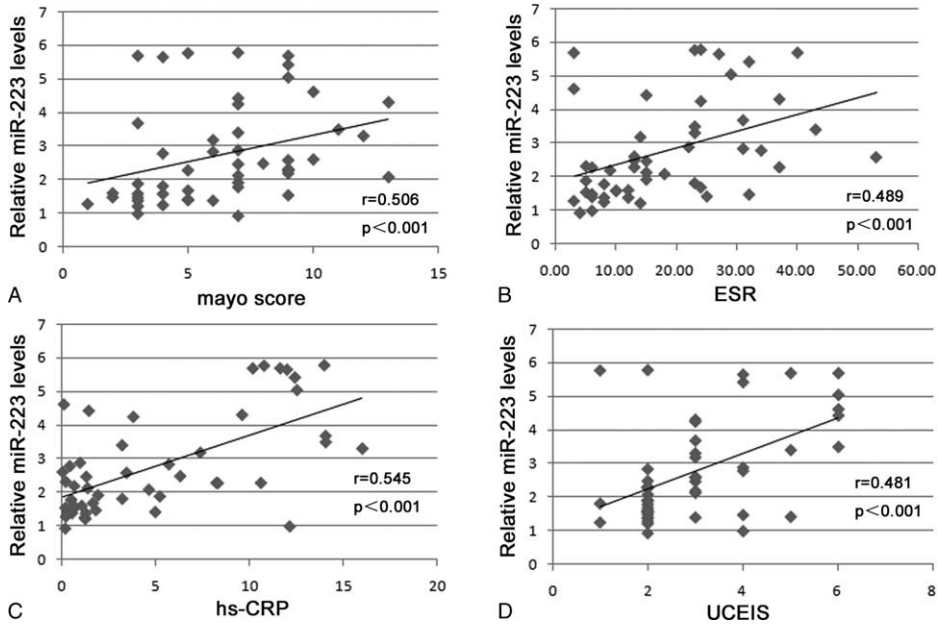 A
Relative miR-223 levels
7
6
5
4
3
2
1
0
r=0.506
p<0.001
0 5 10 15
mayo score
B
Relative miR-223 levels
7
6
5
4
3
2
1
0
r=0.489
p<0.001
0.00 10.00 20.00 30.00 40.00 50.00 60.00
ESR
C
Relative miR-223 levels
7
6
5
4
3
2
1
0
r=0.545
p<0.001
0 5 10 15 20
hs-CRP
D
Relative miR-223 levels
7
6
5
4
3
2
1
0
r=0.481
p<0.001
0 2 4 6 8
UCEIS